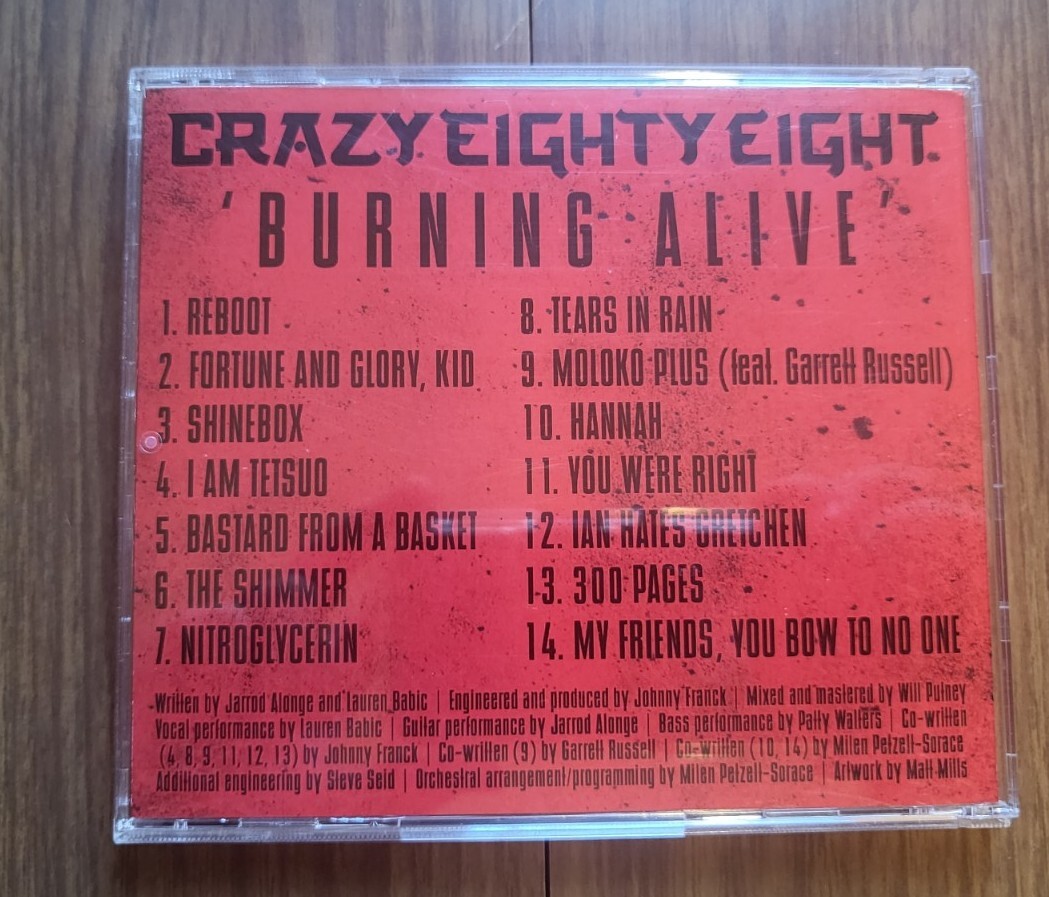 CRAZY EIGHTY EIGHT
'BURNING ALIVE'
1. REBOOT
2. FORTUNE AND GLORY, KID
3. SHINEBOX
4. I AM TETSUO
5. BASTARD FROM A BASKET
6. THE SHIMMER
7. NITROGLYCERIN
8. TEARS IN RAIN
9. MOLOKO PLUS (feat. Garrett Russell)
10. HANNAH
11. YOU WERE RIGHT
12. IAN HATES GRETCHEN
13. 300 PAGES
14. MY FRIENDS, YOU BOW TO NO ONE
Written by Jarrod Alonge and Lauren Babic | Engineered and produced by Johnny Franck | Mixed and mastered by Will Putney
Vocal performance by Lauren Babic | Guitar performance by Jarrod Alonge | Bass performance by Patty Walters | Co-written
(4, 8, 9, 11, 12, 13) by Johnny Franck | Co-written (9) by Garrett Russell | Co-written (10, 14) by Milen Petzelt-Sorace
Additional engineering by Steve Seid | Orchestral arrangement/programming by Milen Petzelt-Sorace | Artwork by Matt Mills